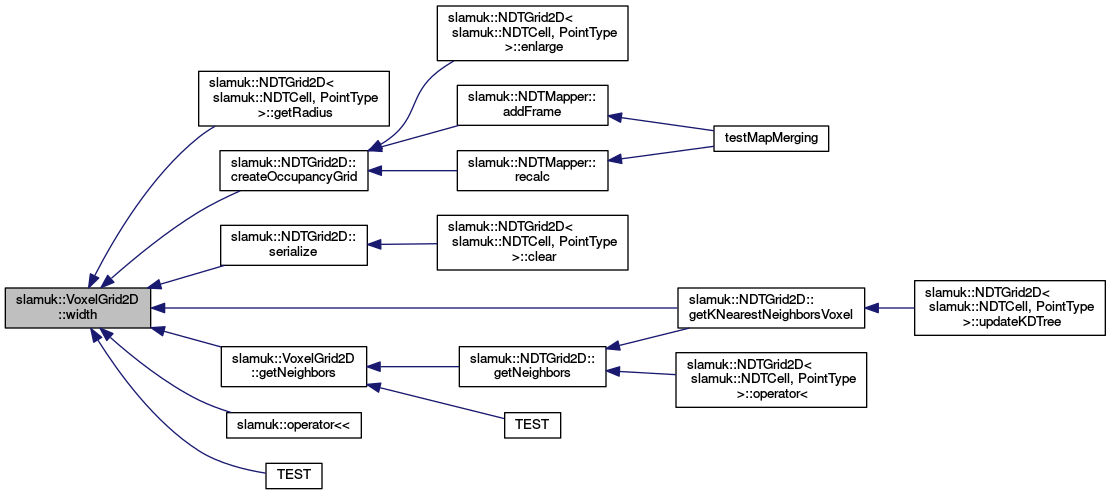 slamuk::VoxelGrid2D
::width
slamuk::NDTGrid2D<
slamuk::NDTCell, PointType
>::getRadius
slamuk::NDTGrid2D::
createOccupancyGrid
slamuk::NDTGrid2D<
slamuk::NDTCell, PointType
>::enlarge
slamuk::NDTMapper::
addFrame
testMapMerging
slamuk::NDTMapper::
recalc
slamuk::NDTGrid2D::
serialize
slamuk::NDTGrid2D<
slamuk::NDTCell, PointType
>::clear
slamuk::NDTGrid2D::
getKNearestNeighborsVoxel
slamuk::NDTGrid2D<
slamuk::NDTCell, PointType
>::updateKDTree
slamuk::VoxelGrid2D
::getNeighbors
slamuk::NDTGrid2D::
getNeighbors
slamuk::NDTGrid2D<
slamuk::NDTCell, PointType
>::operator<
TEST
slamuk::operator<<
TEST